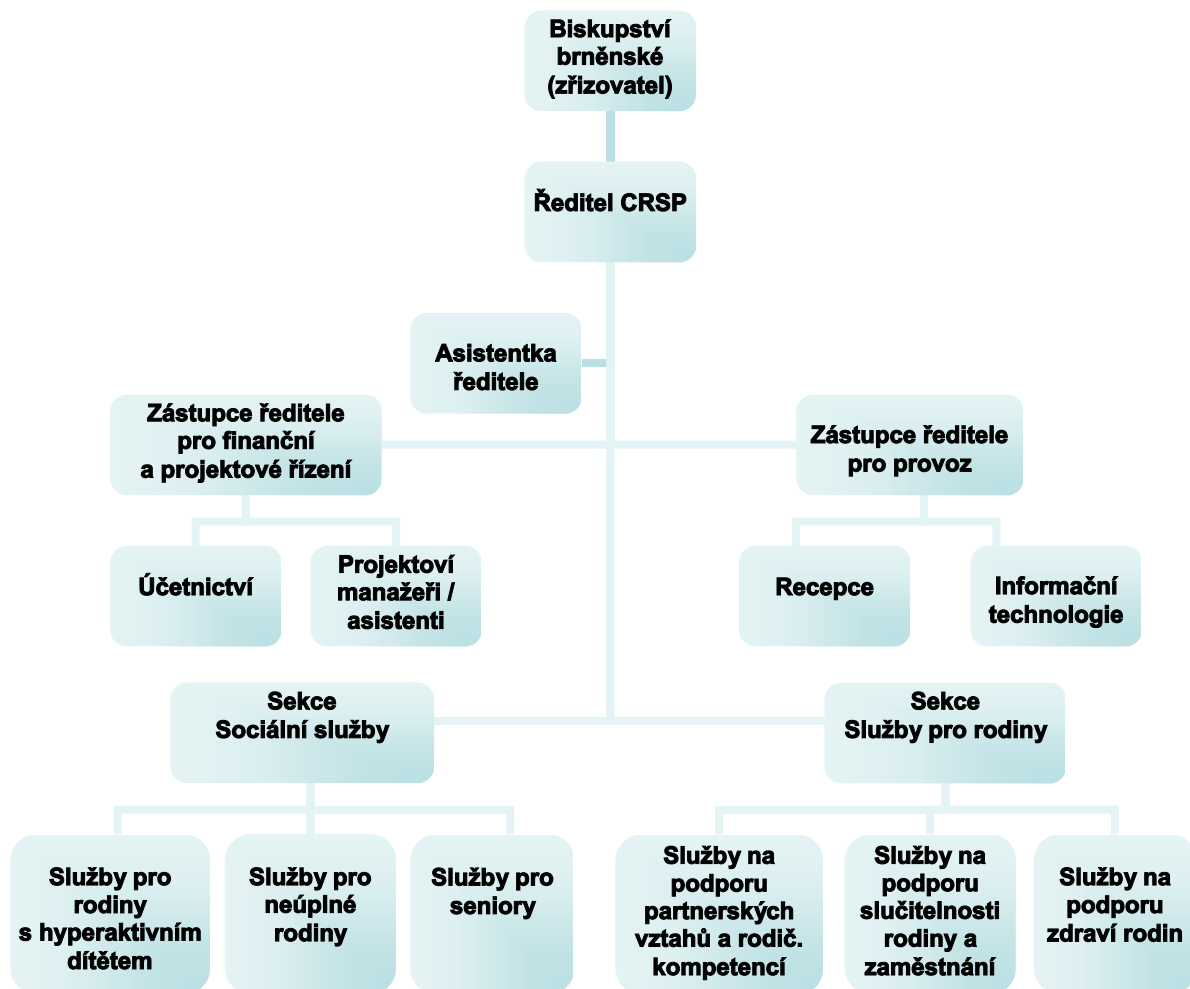 Biskupství
brněnské
(zřizovatel)
Ředitel CRSP
Asistentka
ředitele
Zástupce ředitele
pro finanční
a projektové řízení
Zástupce ředitele
pro provoz
Účetnictví
Projektoví
manažeři /
asistenti
Recepce
Informační
technologie
Sekce
Sociální služby
Sekce
Služby pro rodiny
Služby pro
rodiny
s hyperaktivním
dítětem
Služby pro
neúplné
rodiny
Služby pro
seniory
Služby na
podporu
partnerských
vztahů a rodič.
kompetencí
Služby na
podporu
slučitelnosti
rodiny a
zaměstnání
Služby na
podporu
zdraví rodin